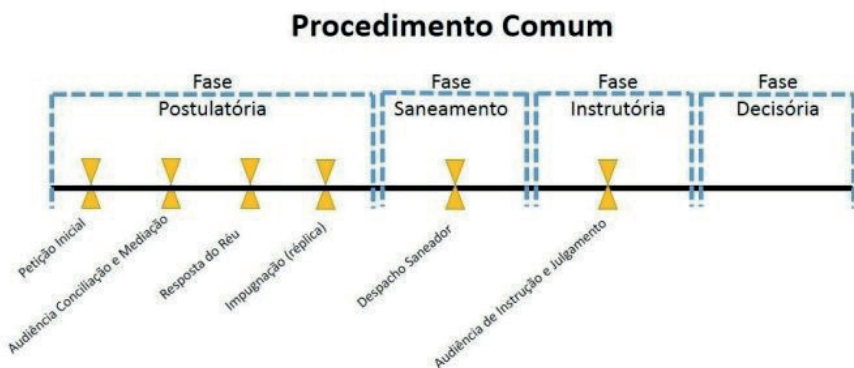 Procedimento Comum
Fase
Postulatória
Fase
Saneamento
Fase
Instrutória
Fase
Decisória
Petição Inicial
Audiência Conciliação e Mediação
Resposta do Réu
Impugnação (réplica)
Despacho Saneador
Audiência de Instrução e Julgamento